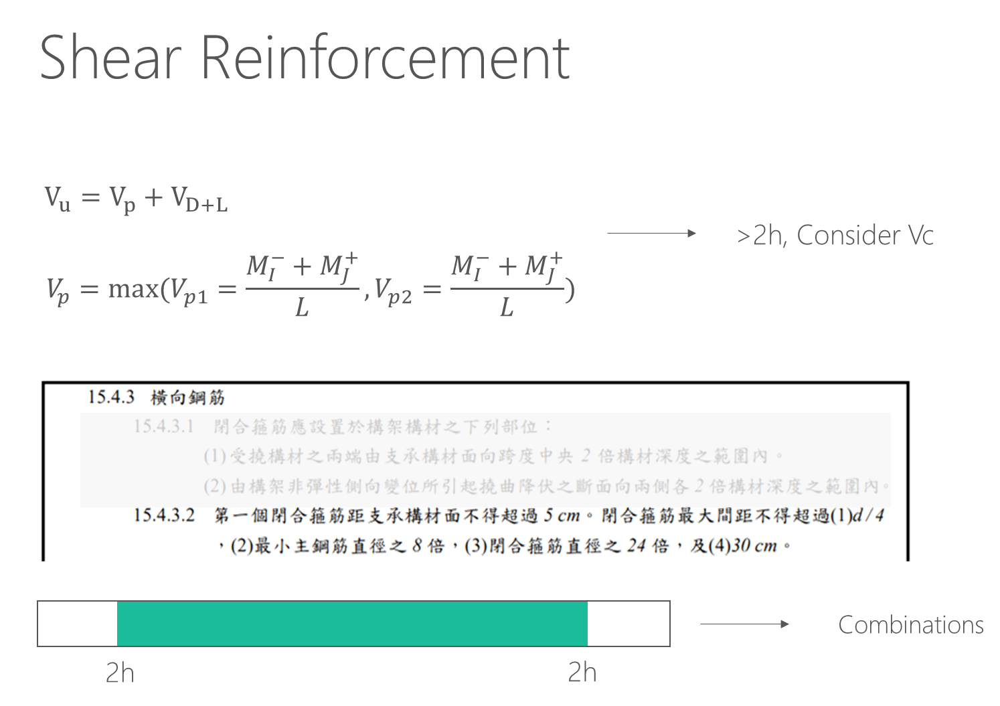 Shear Reinforcement
V_u = V_p + V_{D+L}
>2h, Consider Vc
V_p = max(V_{p1} = \frac{M_I^- + M_J^+}{L}, V_{p2} = \frac{M_I^- + M_J^+}{L})
15.4.3 橫向鋼筋
15.4.3.1 閉合箍筋應設置於構架構材之下列部位：
(1)受撓構材之兩端由支承構材面向跨度中央 2 倍構材深度之範圍內。
(2)由構架非彈性側向變位所引起撓曲降伏之斷面向兩側各 2 倍構材深度之範圍內。
15.4.3.2 第一個閉合箍筋距支承構材面不得超過 5 cm。閉合箍筋最大間距不得超過(1)d/4
，(2)最小主鋼筋直徑之 8 倍，(3)閉合箍筋直徑之 24 倍，及(4)30 cm。
Combinations
2h 2h